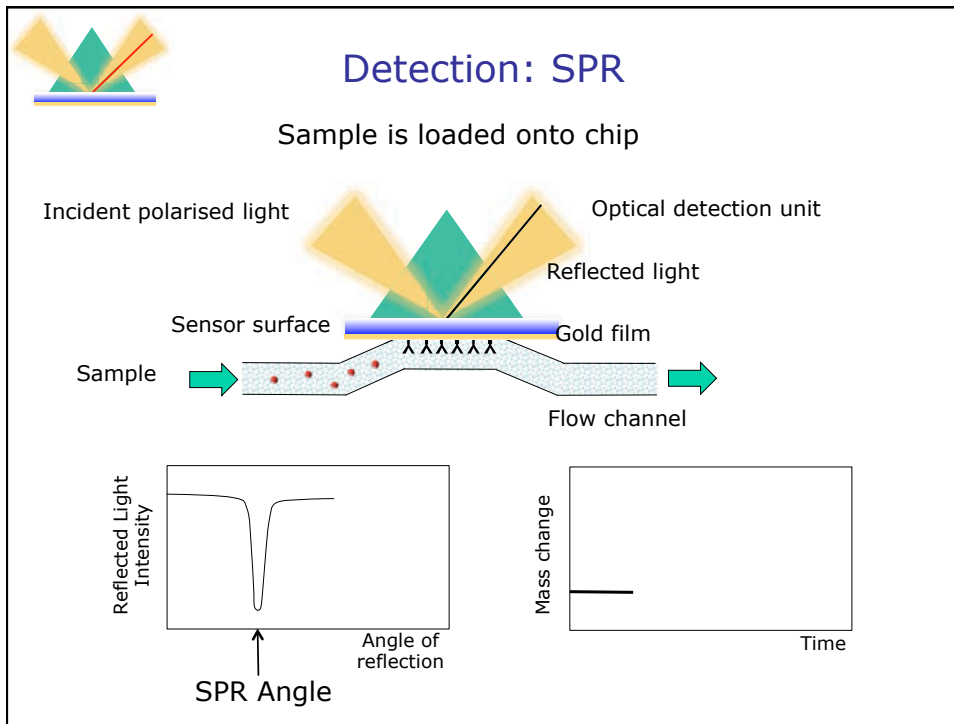 Detection: SPR
Sample is loaded onto chip
Incident polarised light
Optical detection unit
Reflected light
Sensor surface
Gold film
Sample
Flow channel
Reflected Light
Intensity
Angle of
reflection
SPR Angle
Mass change
Time